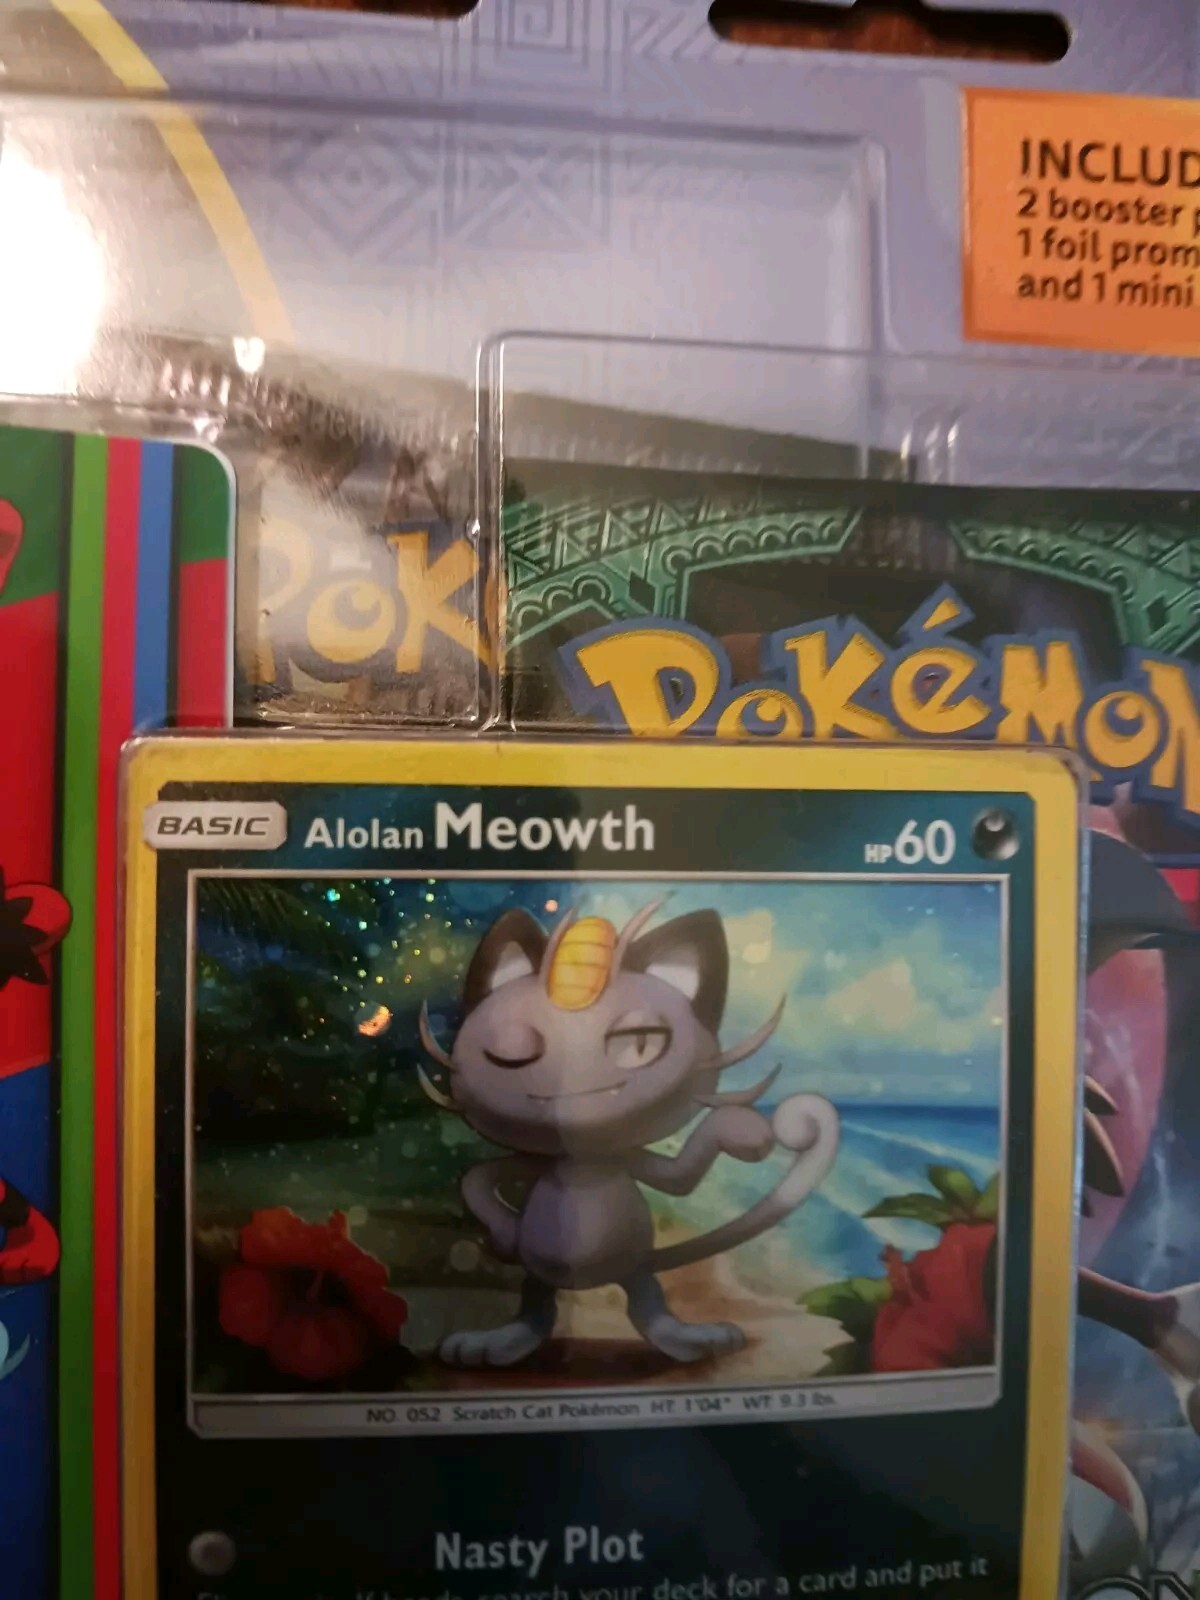 INCLUD
2 booster p
1 foil prom
and 1 mini
PoK
POKéMON
BASIC Alolan Meowth HP60
NO. 052 Scratch Cat Pokémon HT 1'04" WT 9.3 lbs.
Nasty Plot
search your deck for a card and put it